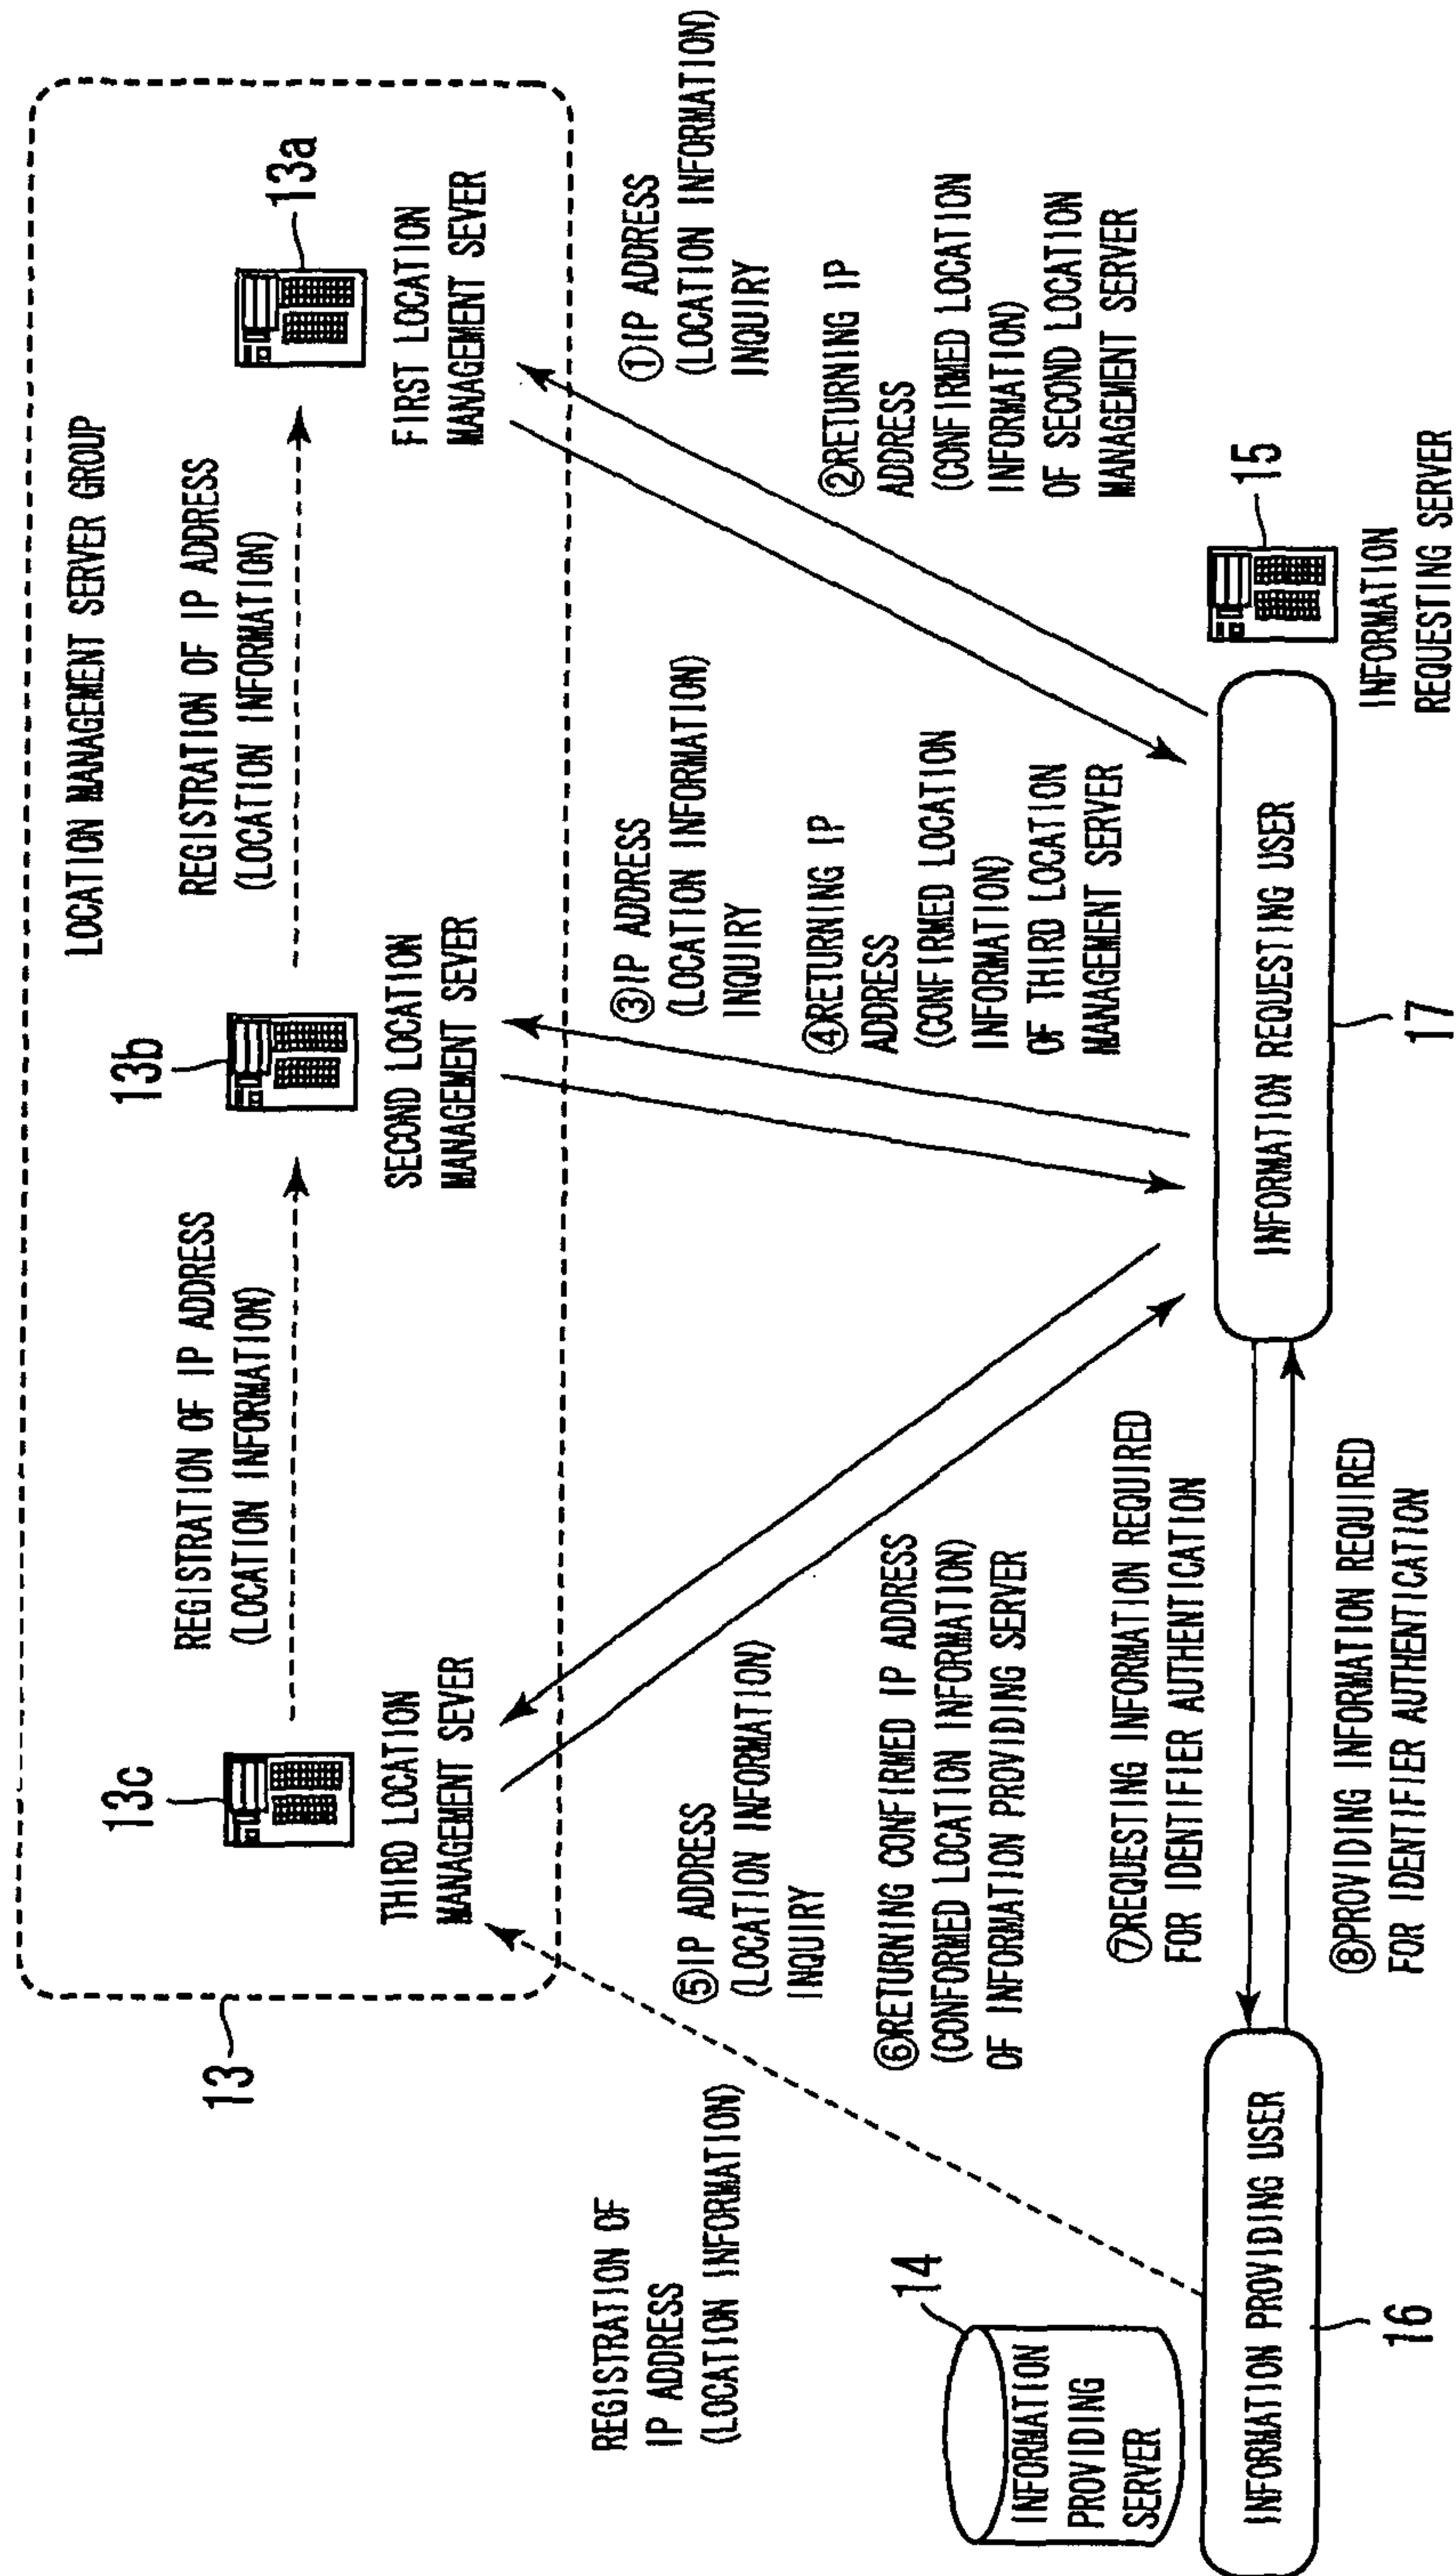 LOCATION MANAGEMENT SERVER GROUP
13
13c
THIRD LOCATION
MANAGEMENT SEVER
REGISTRATION OF IP ADDRESS
(LOCATION INFORMATION)
13b
SECOND LOCATION
MANAGEMENT SEVER
REGISTRATION OF IP ADDRESS
(LOCATION INFORMATION)
13a
FIRST LOCATION
MANAGEMENT SEVER
REGISTRATION OF
IP ADDRESS
(LOCATION INFORMATION)
⑤IP ADDRESS
(LOCATION INFORMATION)
INQUIRY
⑥RETURNING CONFIRMED IP ADDRESS
(CONFORMED LOCATION INFORMATION)
OF INFORMATION PROVIDING SERVER
③IP ADDRESS
(LOCATION INFORMATION)
INQUIRY
④RETURNING IP
ADDRESS
(CONFIRMED LOCATION
INFORMATION)
OF THIRD LOCATION
MANAGEMENT SERVER
①IP ADDRESS
(LOCATION INFORMATION)
INQUIRY
②RETURNING IP
ADDRESS
(CONFIRMED LOCATION
INFORMATION)
OF SECOND LOCATION
MANAGEMENT SERVER
14
INFORMATION
PROVIDING
SERVER
INFORMATION PROVIDING USER
16
⑦REQUESTING INFORMATION REQUIRED
FOR IDENTIFIER AUTHENTICATION
⑧PROVIDING INFORMATION REQUIRED
FOR IDENTIFIER AUTHENTICATION
INFORMATION REQUESTING USER
17
15
INFORMATION
REQUESTING SERVER